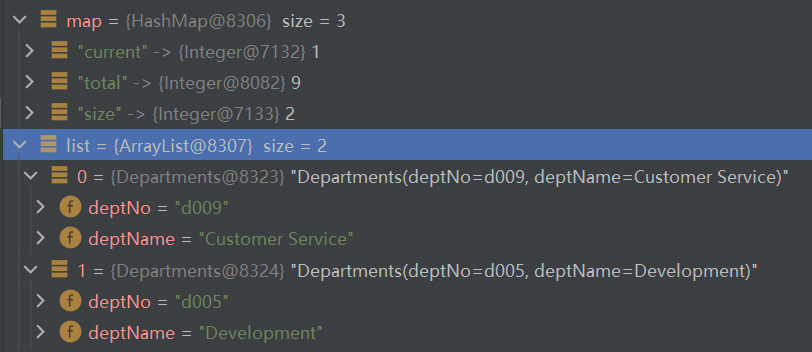 map = {HashMap@8306} size = 3
"current" -> {Integer@7132} 1
"total" -> {Integer@8082} 9
"size" -> {Integer@7133} 2
list = {ArrayList@8307} size = 2
0 = {Departments@8323} "Departments(deptNo=d009, deptName=Customer Service)"
f deptNo = "d009"
f deptName = "Customer Service"
1 = {Departments@8324} "Departments(deptNo=d005, deptName=Development)"
f deptNo = "d005"
f deptName = "Development"